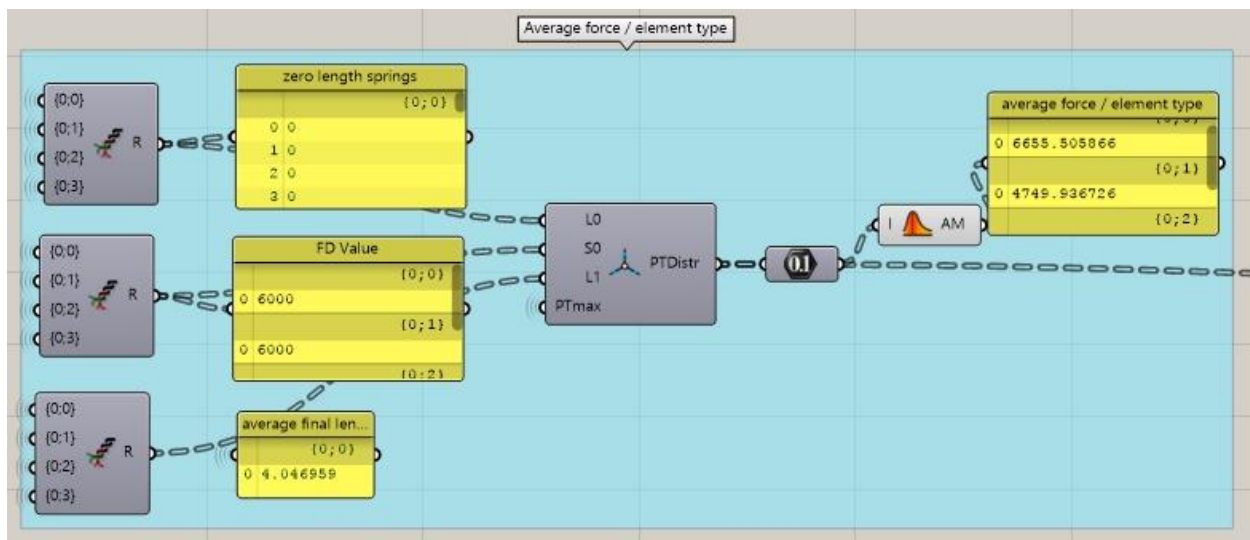 Average force / element type
{0;0}
{0;1}
{0;2}
{0;3}
R
zero length springs
{0;0}
0 0
1 0
2 0
3 0
{0;0}
{0;1}
{0;2}
{0;3}
R
FD Value
{0;0}
0 6000
{0;1}
0 6000
{0;2}
{0;0}
{0;1}
{0;2}
{0;3}
R
average final len...
{0;0}
0 4.046959
L0
S0
L1
PTmax
PTDistr
0.1
I AM
average force / element type
{0;0}
0 6655.505866
{0;1}
0 4749.936726
{0;2}